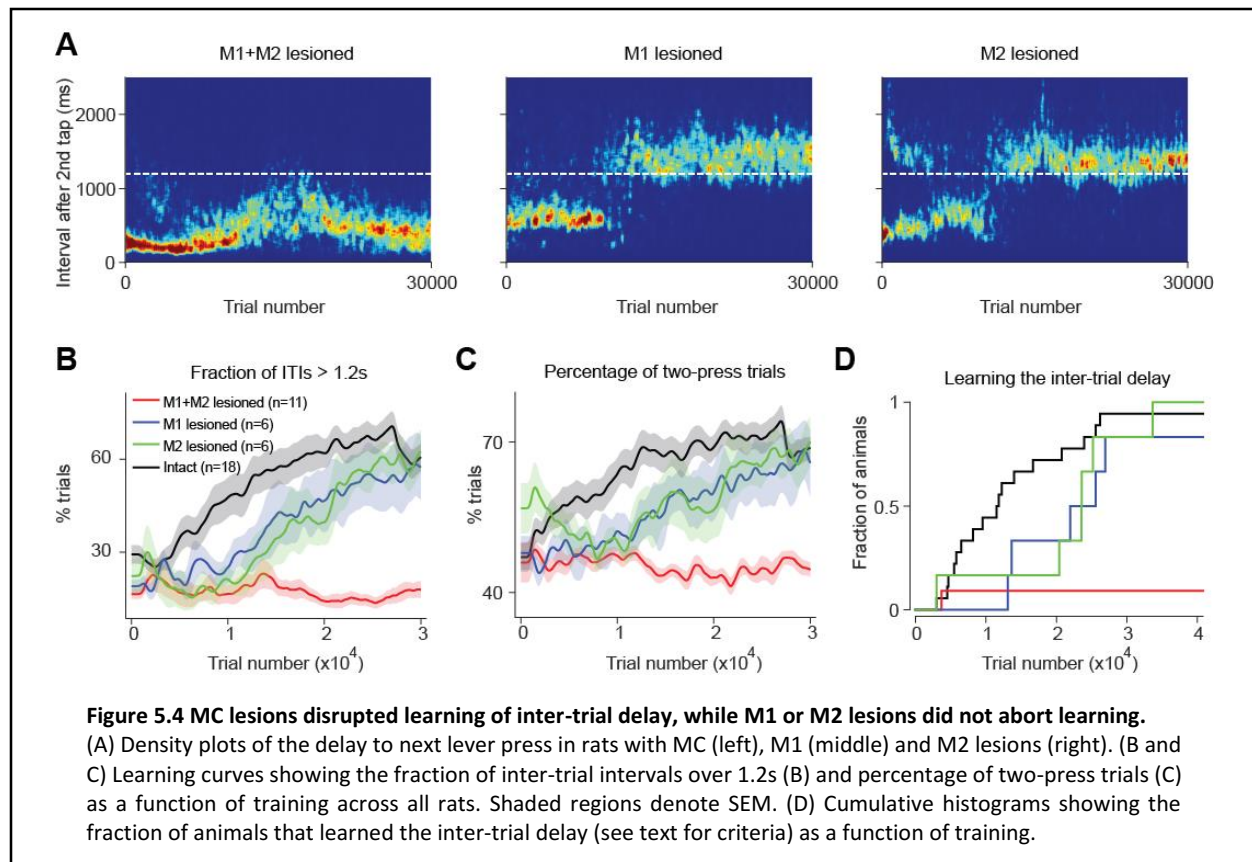 A
M1+M2 lesioned
M1 lesioned
M2 lesioned
Interval after 2nd tap (ms)
2000
1000
0
0
30000
0
30000
0
30000
Trial number
Trial number
Trial number
B
Fraction of ITIs > 1.2s
M1+M2 lesioned (n=11)
M1 lesioned (n=6)
M2 lesioned (n=6)
Intact (n=18)
% trials
60
30
0
1
2
3
Trial number (x10⁴)
C
Percentage of two-press trials
% trials
70
40
0
1
2
3
Trial number (x10⁴)
D
Learning the inter-trial delay
Fraction of animals
1
0.5
0
0
1
2
3
4
Trial number (x10⁴)
Figure 5.4 MC lesions disrupted learning of inter-trial delay, while M1 or M2 lesions did not abort learning.
(A) Density plots of the delay to next lever press in rats with MC (left), M1 (middle) and M2 lesions (right). (B and
C) Learning curves showing the fraction of inter-trial intervals over 1.2s (B) and percentage of two-press trials (C)
as a function of training across all rats. Shaded regions denote SEM. (D) Cumulative histograms showing the
fraction of animals that learned the inter-trial delay (see text for criteria) as a function of training.